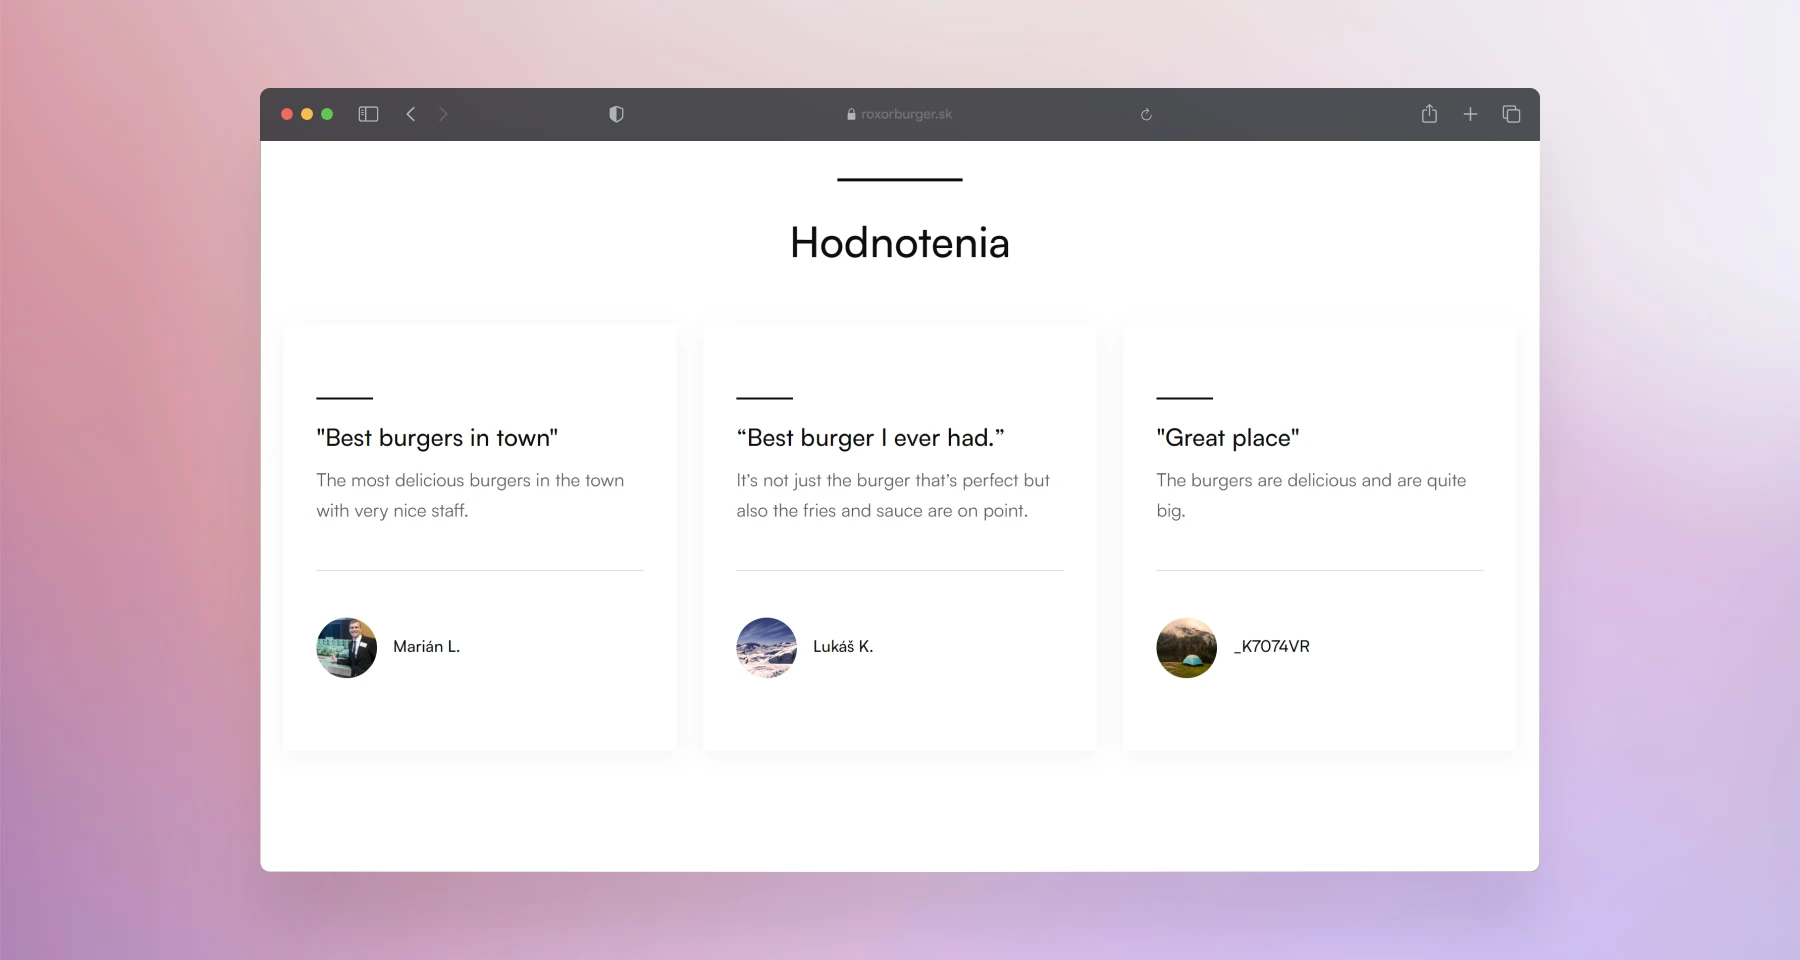 roxorburger.sk
Hodnotenia
"Best burgers in town"
The most delicious burgers in the town
with very nice staff.
Marián L.
“Best burger I ever had.”
It’s not just the burger that’s perfect but
also the fries and sauce are on point.
Lukáš K.
"Great place"
The burgers are delicious and are quite
big.
_K7074VR